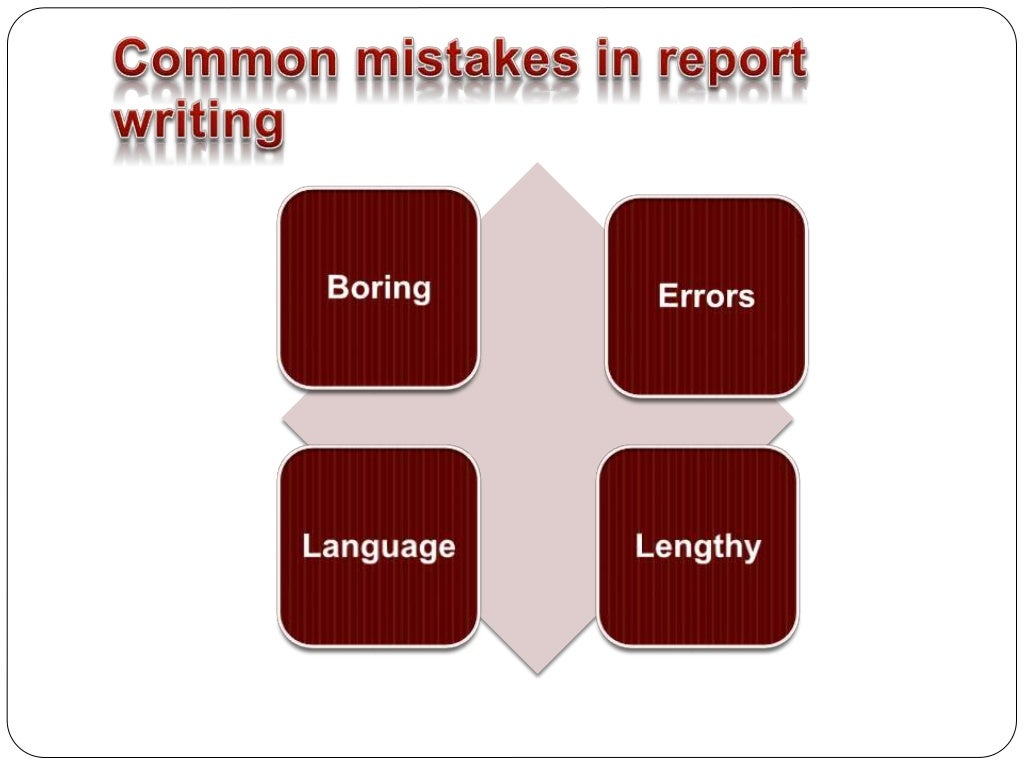 Common mistakes in report
writing
Boring
Errors
Language
Lengthy